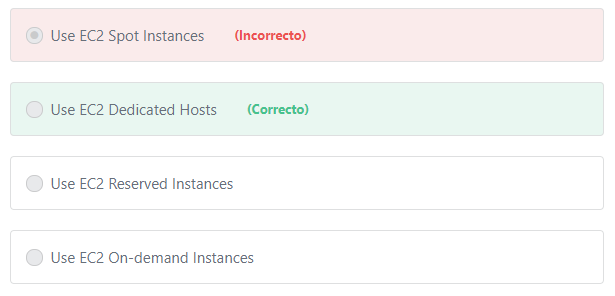 Use EC2 Spot Instances (Incorrecto)
Use EC2 Dedicated Hosts (Correcto)
Use EC2 Reserved Instances
Use EC2 On-demand Instances